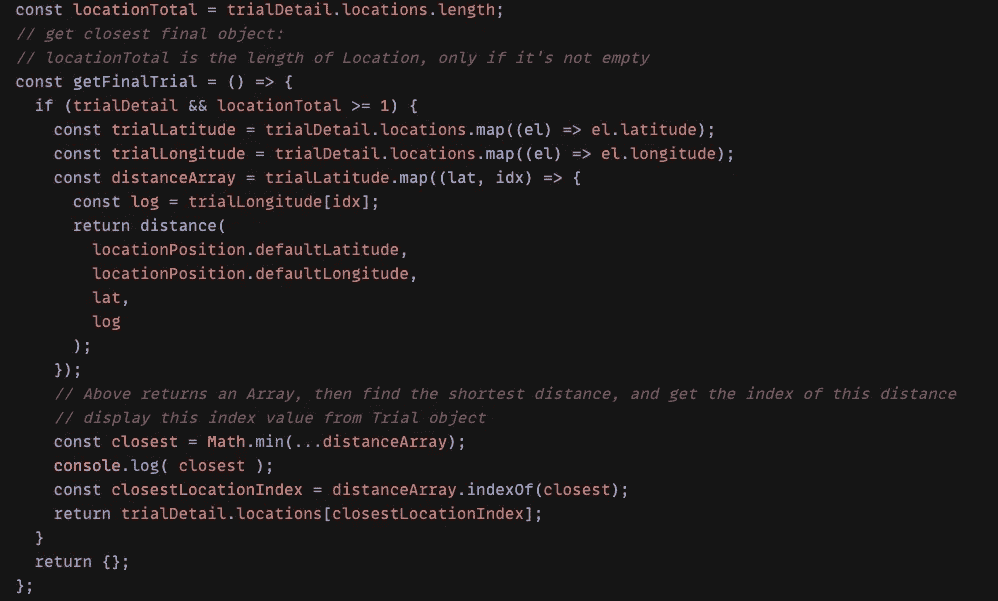 const locationTotal = trialDetail.locations.length;
// get closest final object:
// locationTotal is the length of Location, only if it's not empty
const getFinalTrial = () => {
  if (trialDetail && locationTotal >= 1) {
    const trialLatitude = trialDetail.locations.map((el) => el.latitude);
    const trialLongitude = trialDetail.locations.map((el) => el.longitude);
    const distanceArray = trialLatitude.map((lat, idx) => {
      const log = trialLongitude[idx];
      return distance(
        locationPosition.defaultLatitude,
        locationPosition.defaultLongitude,
        lat,
        log
      );
    });
    // Above returns an Array, then find the shortest distance, and get the index of this distance
    // display this index value from Trial object
    const closest = Math.min(...distanceArray);
    console.log( closest );
    const closestLocationIndex = distanceArray.indexOf(closest);
    return trialDetail.locations[closestLocationIndex];
  }
  return {};
};